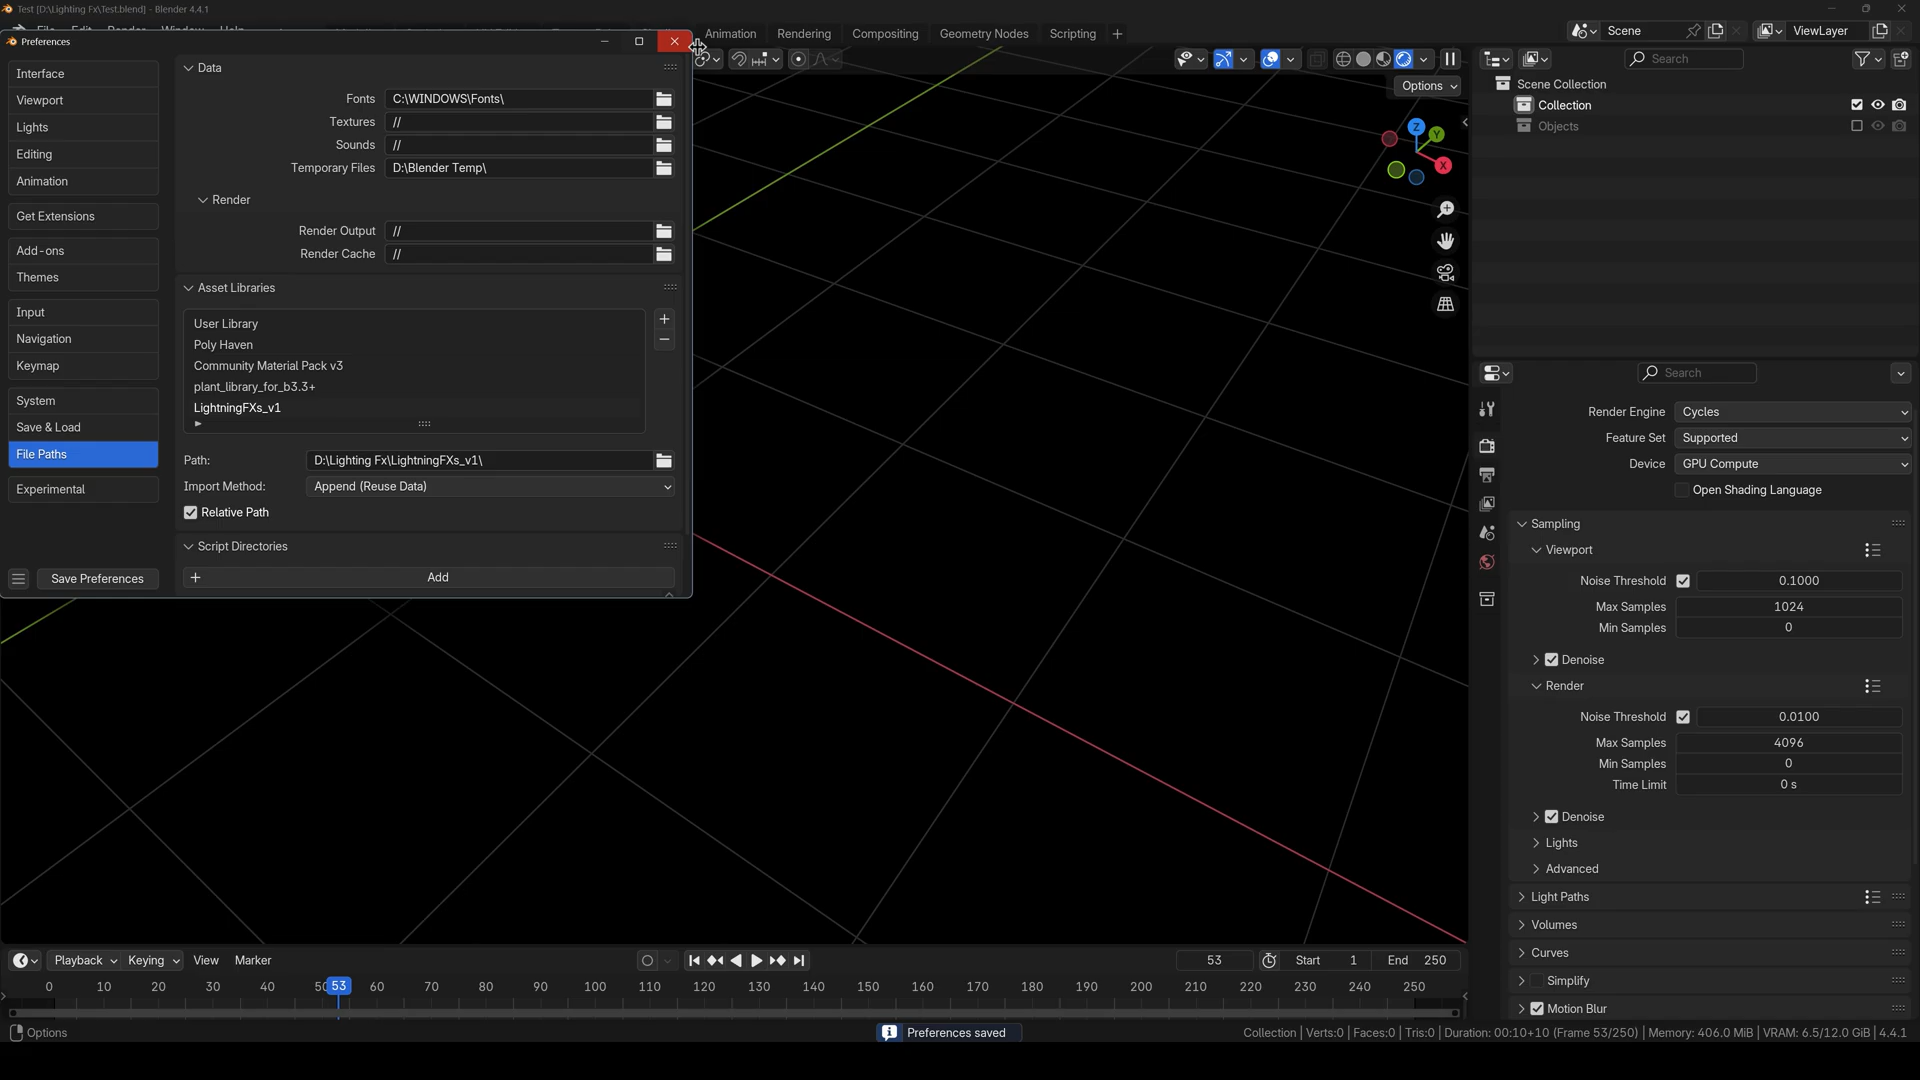 Test [D:\Lighting Fx\Test.blend] - Blender 4.4.1
File Edit Render Window Help
Animation Rendering Compositing Geometry Nodes Scripting +
Scene
ViewLayer
Preferences
Interface
Viewport
Lights
Editing
Animation
Get Extensions
Add-ons
Themes
Input
Navigation
Keymap
System
Save & Load
File Paths
Experimental
Save Preferences
Data
Fonts C:\WINDOWS\Fonts\
Textures //
Sounds //
Temporary Files D:\Blender Temp\
Render
Render Output //
Render Cache //
Asset Libraries
User Library
Poly Haven
Community Material Pack v3
plant_library_for_b3.3+
LightningFXs_v1
Path: D:\Lighting Fx\LightningFXs_v1\
Import Method: Append (Reuse Data)
Relative Path
Script Directories
Add
Options
X
Y
Z
Search
Scene Collection
Collection
Objects
Search
Render Engine Cycles
Feature Set Supported
Device GPU Compute
Open Shading Language
Sampling
Viewport
Noise Threshold 0.1000
Max Samples 1024
Min Samples 0
Denoise
Render
Noise Threshold 0.0100
Max Samples 4096
Min Samples 0
Time Limit 0 s
Denoise
Lights
Advanced
Light Paths
Volumes
Curves
Simplify
Motion Blur
Playback Keying View Marker
53 Start 1 End 250
0 10 20 30 40 50 53 60 70 80 90 100 110 120 130 140 150 160 170 180 190 200 210 220 230 240 250
Options
Preferences saved
Collection | Verts:0 | Faces:0 | Tris:0 | Duration: 00:10+10 (Frame 53/250) | Memory: 406.0 MiB | VRAM: 6.5/12.0 GiB | 4.4.1